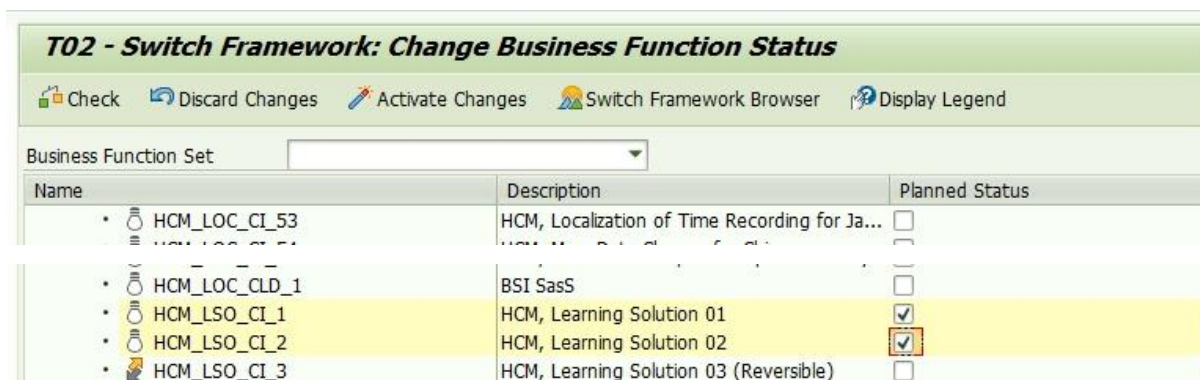 T02 - Switch Framework: Change Business Function Status
Check Discard Changes Activate Changes Switch Framework Browser Display Legend
Business Function Set
Name Description Planned Status
HCM_LOC_CI_53 HCM, Localization of Time Recording for Ja...
HCM_LOC_CLD_1 BSI SasS
HCM_LSO_CI_1 HCM, Learning Solution 01
HCM_LSO_CI_2 HCM, Learning Solution 02
HCM_LSO_CI_3 HCM, Learning Solution 03 (Reversible)